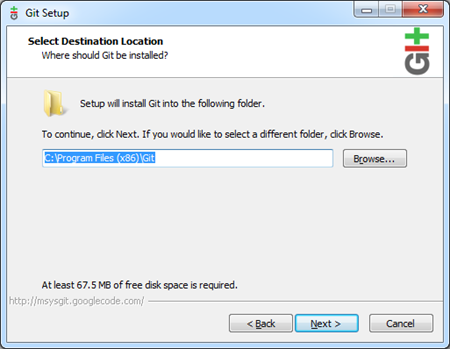 Git Setup
Select Destination Location
Where should Git be installed?
GIT
Setup will install Git into the following folder.
To continue, click Next. If you would like to select a different folder, click Browse.
C:\Program Files (x86)\Git
Browse...
At least 67.5 MB of free disk space is required.
http://msysgit.googlecode.com/
< Back
Next >
Cancel